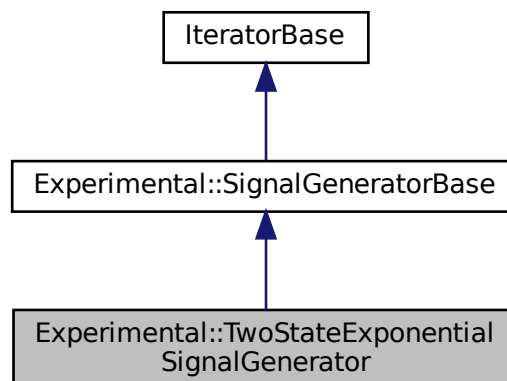 IteratorBase
Experimental::SignalGeneratorBase
Experimental::TwoStateExponential
SignalGenerator